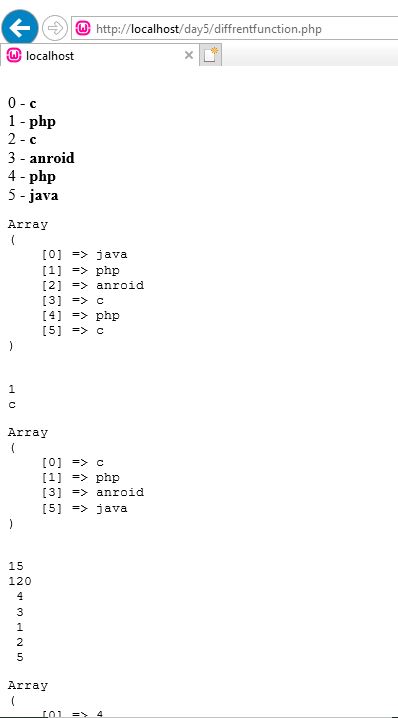 http://localhost/day5/diffrentfunction.php
localhost
0 - c
1 - php
2 - c
3 - anroid
4 - php
5 - java
Array
(
[0] => java
[1] => php
[2] => anroid
[3] => c
[4] => php
[5] => c
)
1
c
Array
(
[0] => c
[1] => php
[3] => anroid
[5] => java
)
15
120
4
3
1
2
5
Array
(
[0] => 4